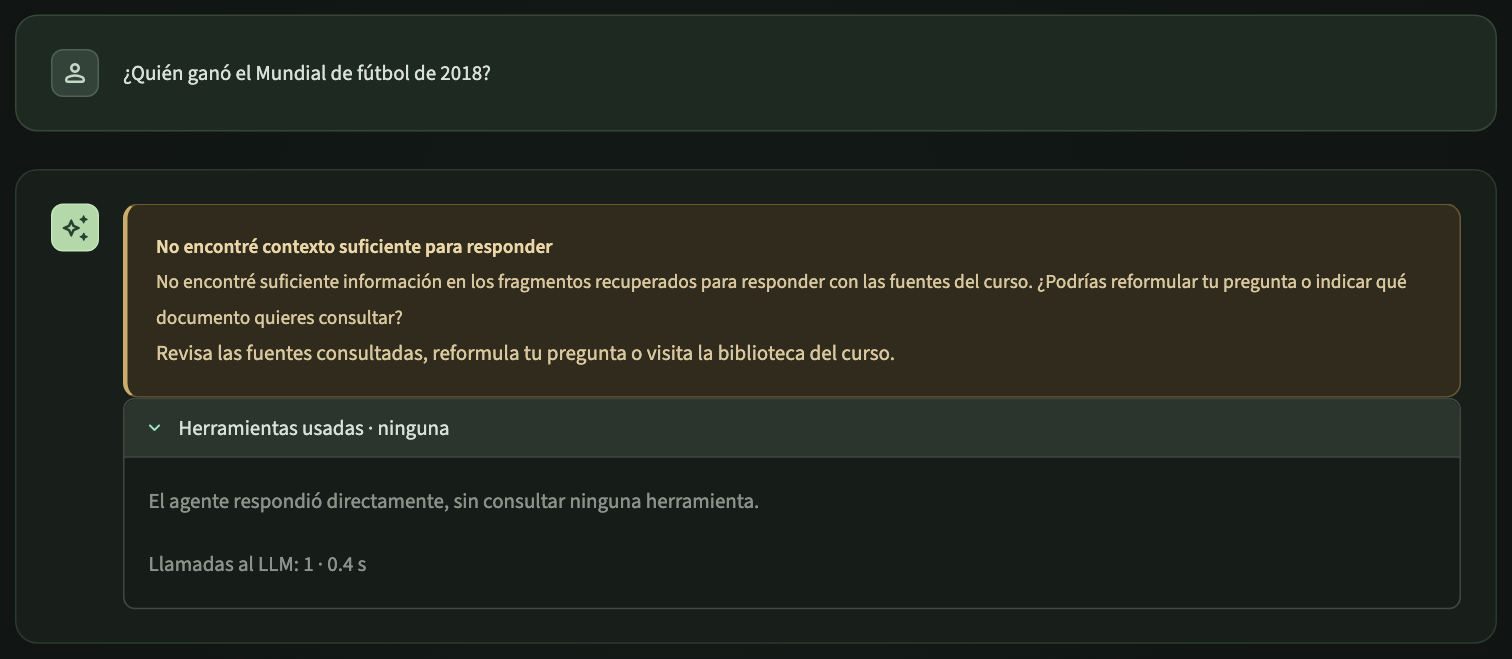 ¿Quién ganó el Mundial de fútbol de 2018?
No encontré contexto suficiente para responder
No encontré suficiente información en los fragmentos recuperados para responder con las fuentes del curso. ¿Podrías reformular tu pregunta o indicar qué
documento quieres consultar?
Revisa las fuentes consultadas, reformula tu pregunta o visita la biblioteca del curso.
Herramientas usadas · ninguna
El agente respondió directamente, sin consultar ninguna herramienta.
Llamadas al LLM: 1 · 0.4 s